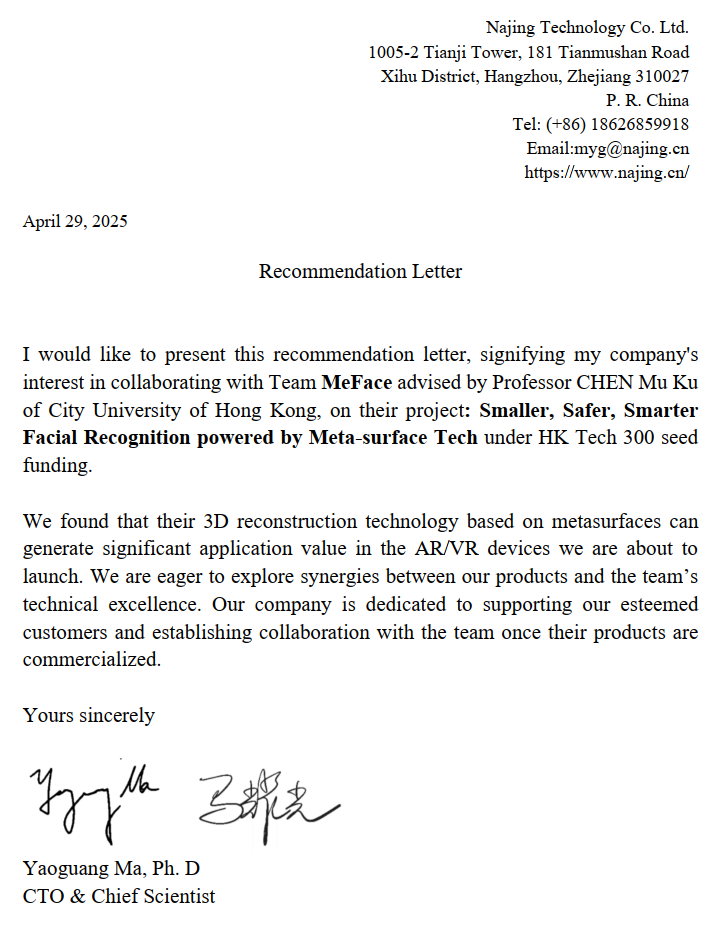 Najing Technology Co. Ltd.
1005-2 Tianji Tower, 181 Tianmushan Road
Xihu District, Hangzhou, Zhejiang 310027
P. R. China
Tel: (+86) 18626859918
Email:myg@najing.cn
https://www.najing.cn/
April 29, 2025
Recommendation Letter
I would like to present this recommendation letter, signifying my company's
interest in collaborating with Team MeFace advised by Professor CHEN Mu Ku
of City University of Hong Kong, on their project: Smaller, Safer, Smarter
Facial Recognition powered by Meta-surface Tech under HK Tech 300 seed
funding.
We found that their 3D reconstruction technology based on metasurfaces can
generate significant application value in the AR/VR devices we are about to
launch. We are eager to explore synergies between our products and the team’s
technical excellence. Our company is dedicated to supporting our esteemed
customers and establishing collaboration with the team once their products are
commercialized.
Yours sincerely
Yaoguang Ma, Ph. D
CTO & Chief Scientist